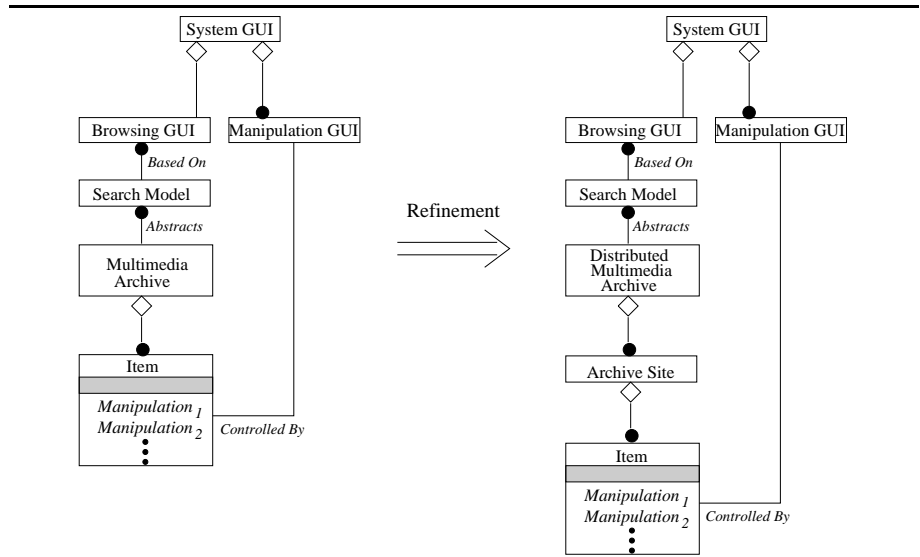 System GUI
Browsing GUI
Manipulation GUI
Based On
Search Model
Abstracts
Multimedia
Archive
Item
Manipulation 1
Manipulation 2
Controlled By
Refinement
System GUI
Browsing GUI
Manipulation GUI
Based On
Search Model
Abstracts
Distributed
Multimedia
Archive
Archive Site
Item
Manipulation 1
Manipulation 2
Controlled By